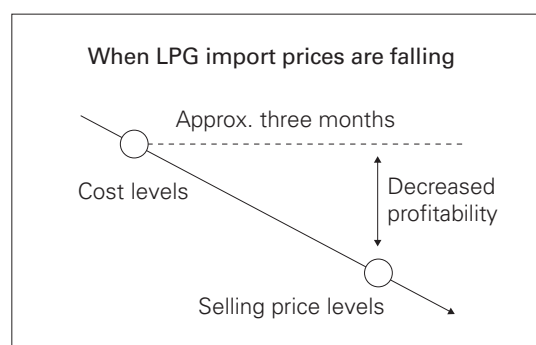 When LPG import prices are falling
Approx. three months
Cost levels
Decreased
profitability
Selling price levels